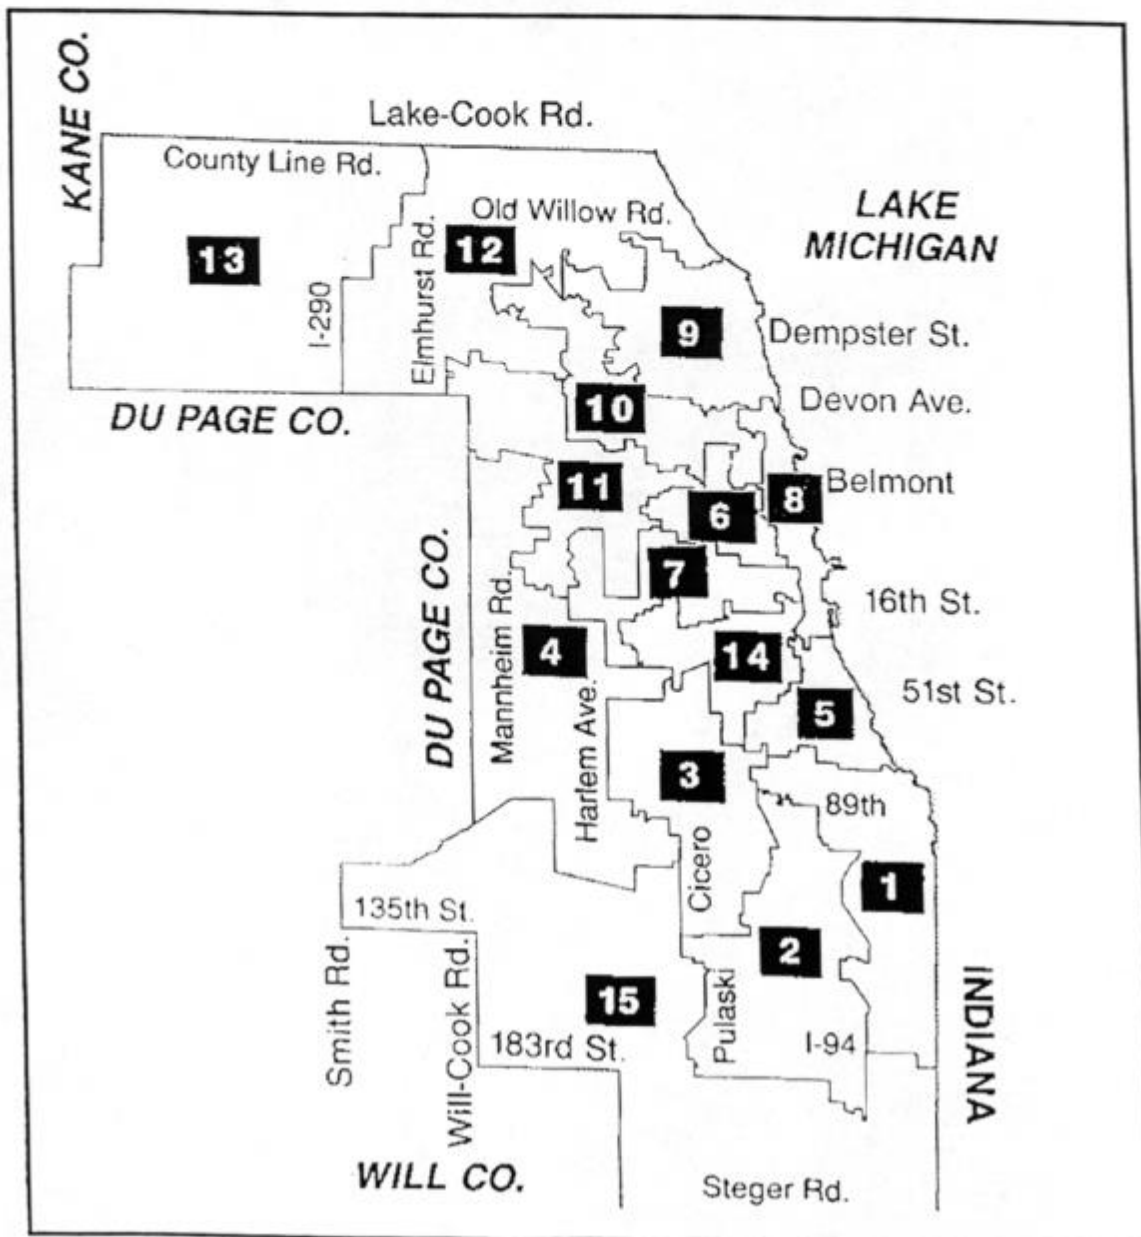 KANE CO.
Lake-Cook Rd.
County Line Rd.
LAKE
MICHIGAN
Old Willow Rd.
12
13
Elmhurst Rd.
I-290
9
Dempster St.
10
Devon Ave.
DU PAGE CO.
11
8
Belmont
6
7
16th St.
DU PAGE CO.
Mannheim Rd.
4
14
51st St.
5
Harlem Ave.
3
89th
Cicero
1
135th St.
2
Smith Rd.
Will-Cook Rd.
15
Pulaski
I-94
INDIANA
183rd St.
WILL CO.
Steger Rd.